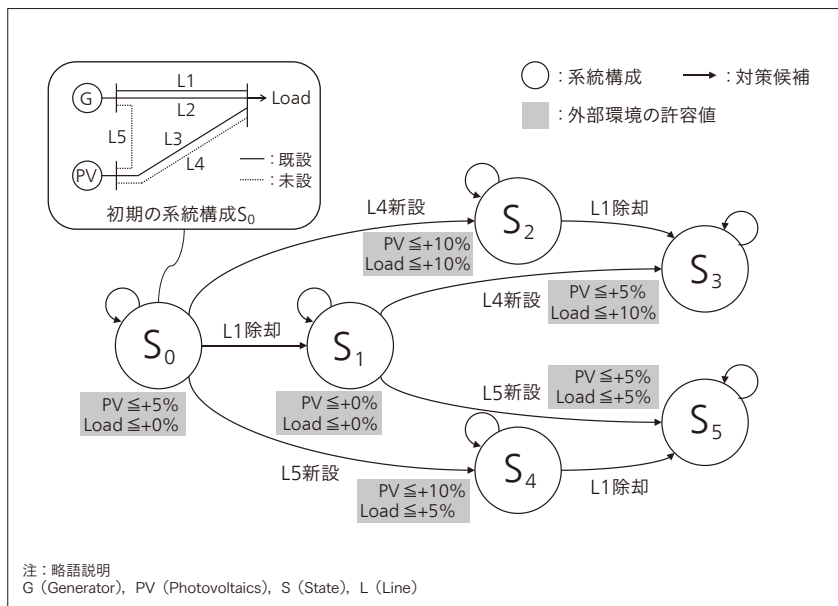 G
L1
L2
Load
L5
L3
L4
PV
—:既設
┈:未設
初期の系統構成S₀
:系統構成
:対策候補
:外部環境の許容値
L4新設
S₂
L1除却
PV≦+10%
Load≦+10%
S₃
L4新設
PV≦+5%
Load≦+10%
S₀
L1除却
S₁
PV≦+5%
Load≦+0%
PV≦+0%
Load≦+0%
L5新設
PV≦+5%
Load≦+5%
S₅
L5新設
S₄
L1除却
PV≦+10%
Load≦+5%
注:略語説明
G(Generator), PV(Photovoltaics), S(State), L(Line)